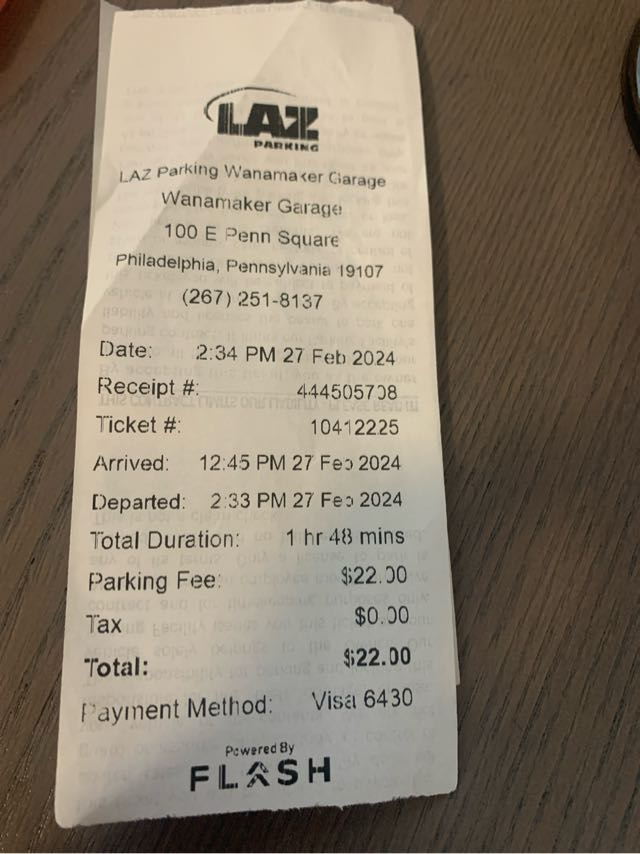 LAZ
PARKING
LAZ Parking Wanamaker Garage
Wanamaker Garage
100 E Penn Square
Philadelphia, Pennsylvania 19107
(267) 251-8137
Date: 2:34 PM 27 Feb 2024
Receipt #: 444505708
Ticket #: 10412225
Arrived: 12:45 PM 27 Feb 2024
Departed: 2:33 PM 27 Feb 2024
Total Duration: 1 hr 48 mins
Parking Fee: $22.00
Tax $0.00
Total: $22.00
Payment Method: Visa 6430
Powered By
FLASH